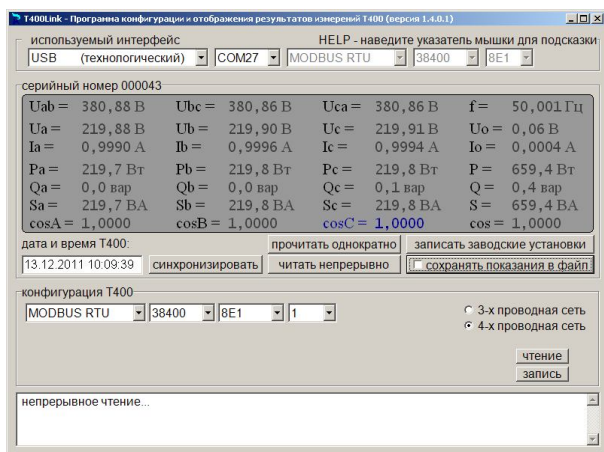 T400Link - Программа конфигурации и отображения результатов измерений T400 (версия 1.4.0.1)
используемый интерфейс HELP - наведите указатель мышки для подсказки
USB (технологический) COM27 MODBUS RTU 38400 8E1
серийный номер 000043
Uab = 380,88 В Ubc = 380,86 В Uca = 380,86 В f = 50,001 Гц
Ua = 219,88 В Ub = 219,90 В Uc = 219,91 В Uo = 0,06 В
Ia = 0,9990 А Ib = 0,9996 А Ic = 0,9994 А Io = 0,0004 А
Pa = 219,7 Вт Pb = 219,8 Вт Pc = 219,8 Вт P = 659,4 Вт
Qa = 0,0 вар Qb = 0,0 вар Qc = 0,1 вар Q = 0,4 вар
Sa = 219,7 ВА Sb = 219,8 ВА Sc = 219,8 ВА S = 659,4 ВА
cosA = 1,0000 cosB = 1,0000 cosC = 1,0000 cos = 1,0000
дата и время T400: прочитать однократно записать заводские установки
13.12.2011 10:09:39 синхронизировать читать непрерывно сохранять показания в файл
конфигурация T400
MODBUS RTU 38400 8E1 1 3-х проводная сеть
4-х проводная сеть
чтение
запись
непрерывное чтение...